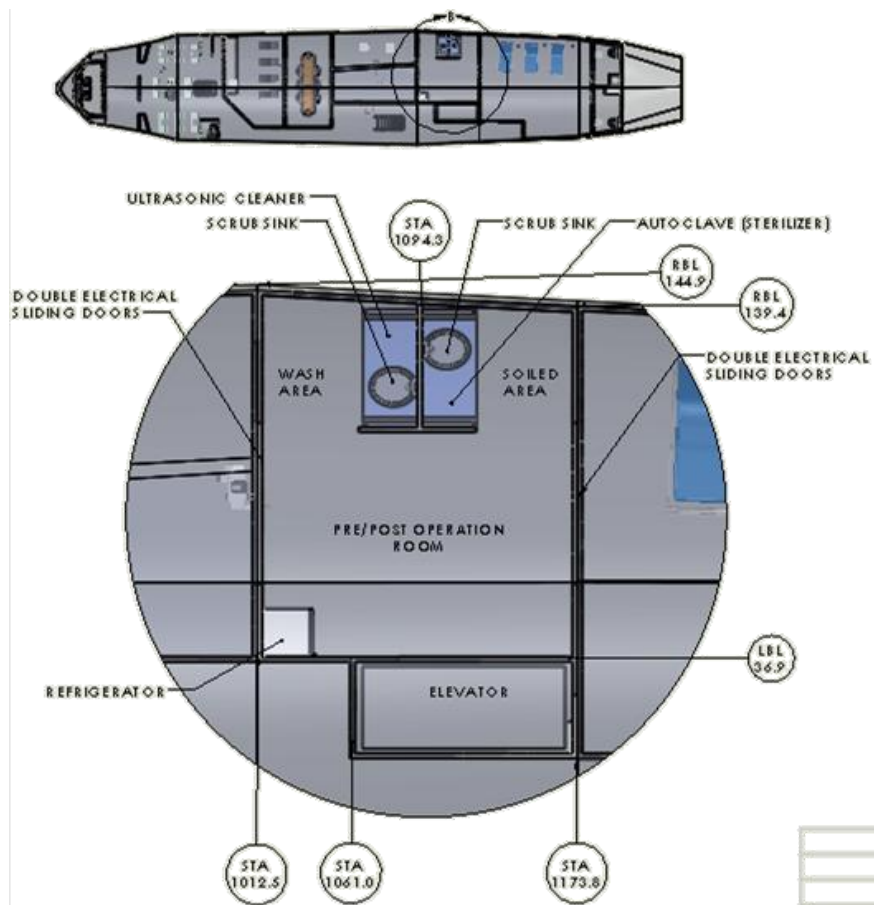 B
ULTRASONIC CLEANER
SCRUB SINK
STA
1094.3
SCRUB SINK
AUTOCLAVE (STERILIZER)
RBL
144.9
RBL
139.4
DOUBLE ELECTRICAL
SLIDING DOORS
DOUBLE ELECTRICAL
SLIDING DOORS
WASH
AREA
SOILED
AREA
PRE/POST OPERATION
ROOM
LBL
36.9
REFRIGERATOR
ELEVATOR
STA
1012.5
STA
1061.0
STA
1173.8